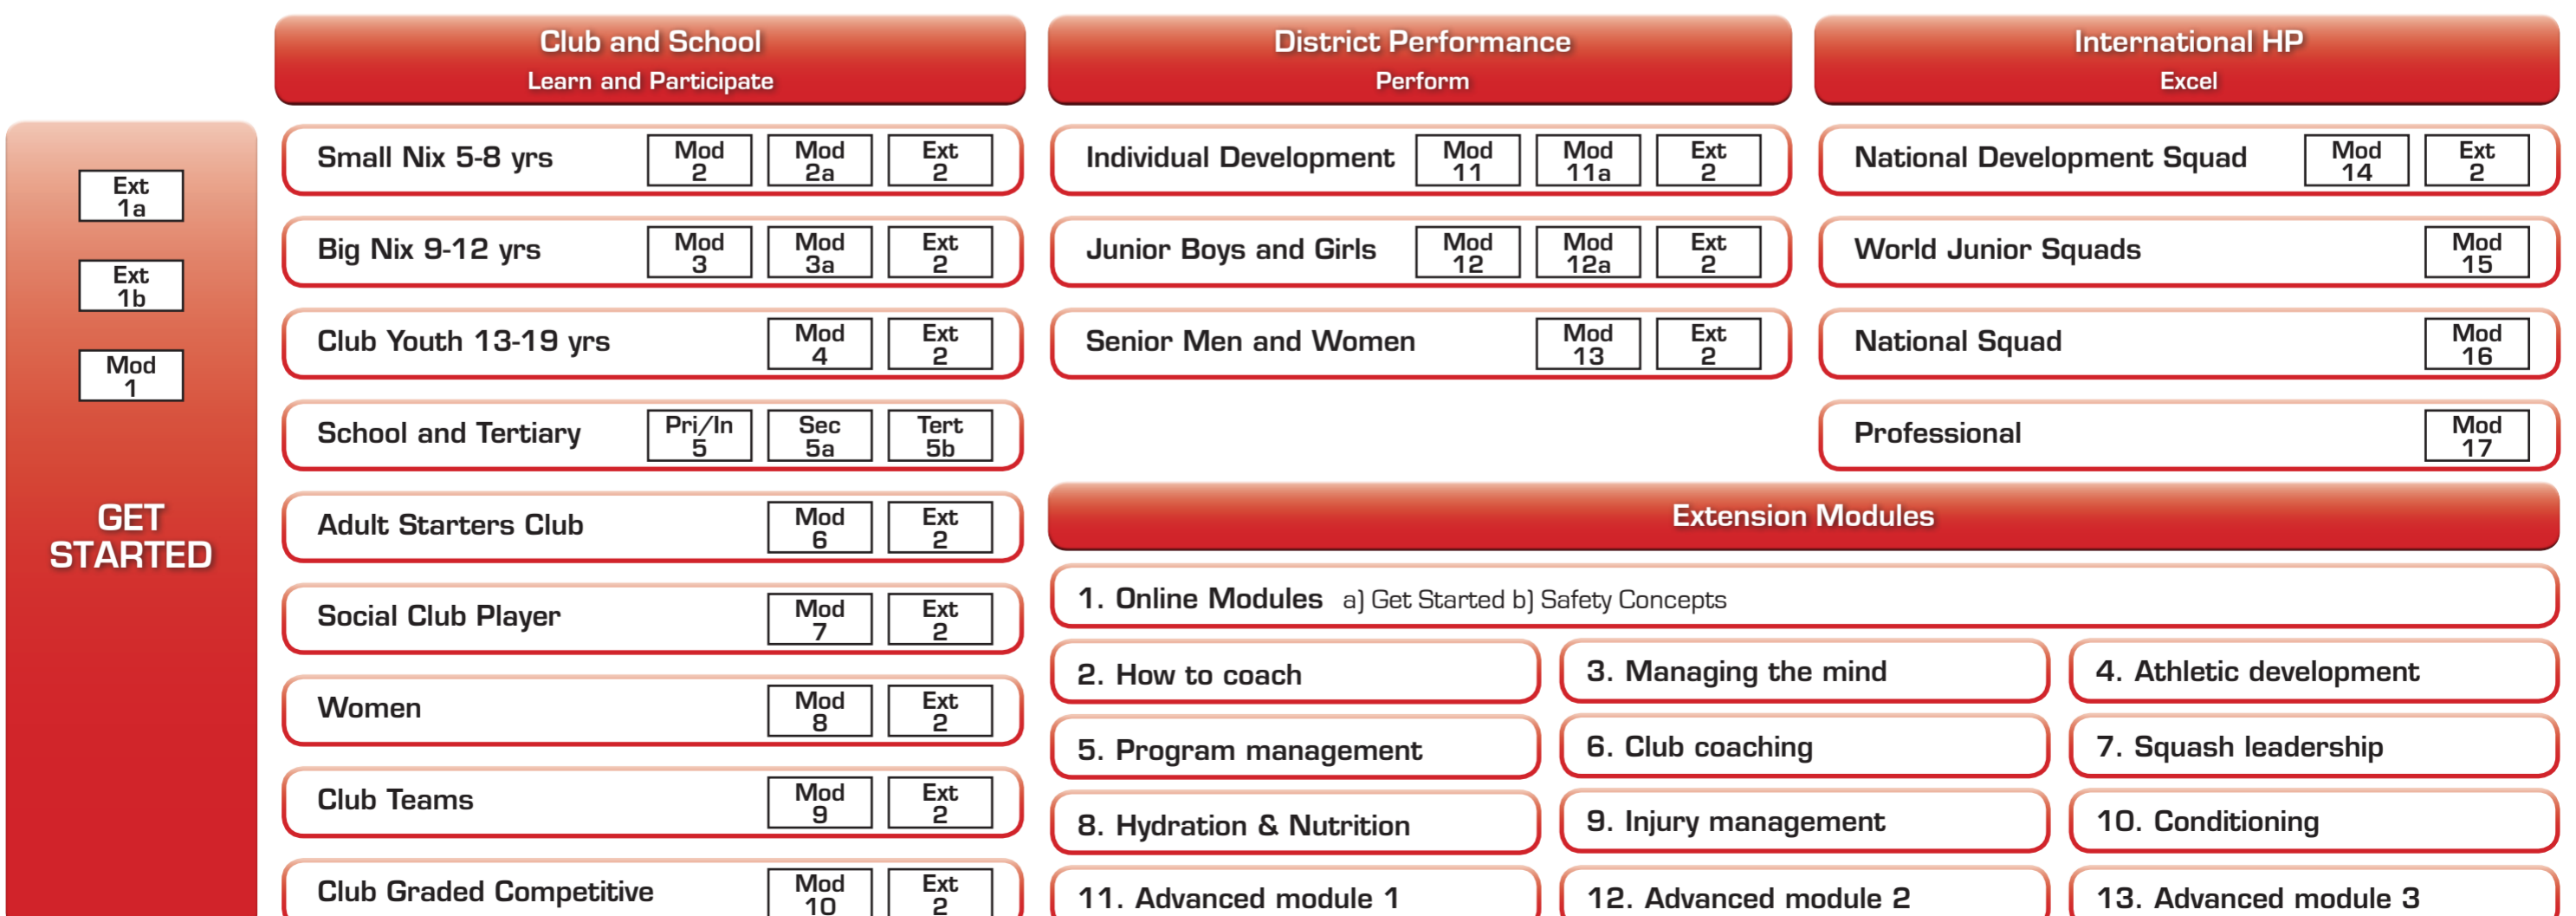 Ext
1a
Ext
1b
Mod
1
GET
STARTED
Club and School
Learn and Participate
Small Nix 5-8 yrs
Mod
2
Mod
2a
Ext
2
Big Nix 9-12 yrs
Mod
3
Mod
3a
Ext
2
Club Youth 13-19 yrs
Mod
4
Ext
2
School and Tertiary
Pri/In
5
Sec
5a
Tert
5b
Adult Starters Club
Mod
6
Ext
2
Social Club Player
Mod
7
Ext
2
Women
Mod
8
Ext
2
Club Teams
Mod
9
Ext
2
Club Graded Competitive
Mod
10
Ext
2
District Performance
Perform
Individual Development
Mod
11
Mod
11a
Ext
2
Junior Boys and Girls
Mod
12
Mod
12a
Ext
2
Senior Men and Women
Mod
13
Ext
2
International HP
Excel
National Development Squad
Mod
14
Ext
2
World Junior Squads
Mod
15
National Squad
Mod
16
Professional
Mod
17
Extension Modules
1. Online Modules a) Get Started b) Safety Concepts
2. How to coach
3. Managing the mind
4. Athletic development
5. Program management
6. Club coaching
7. Squash leadership
8. Hydration & Nutrition
9. Injury management
10. Conditioning
11. Advanced module 1
12. Advanced module 2
13. Advanced module 3